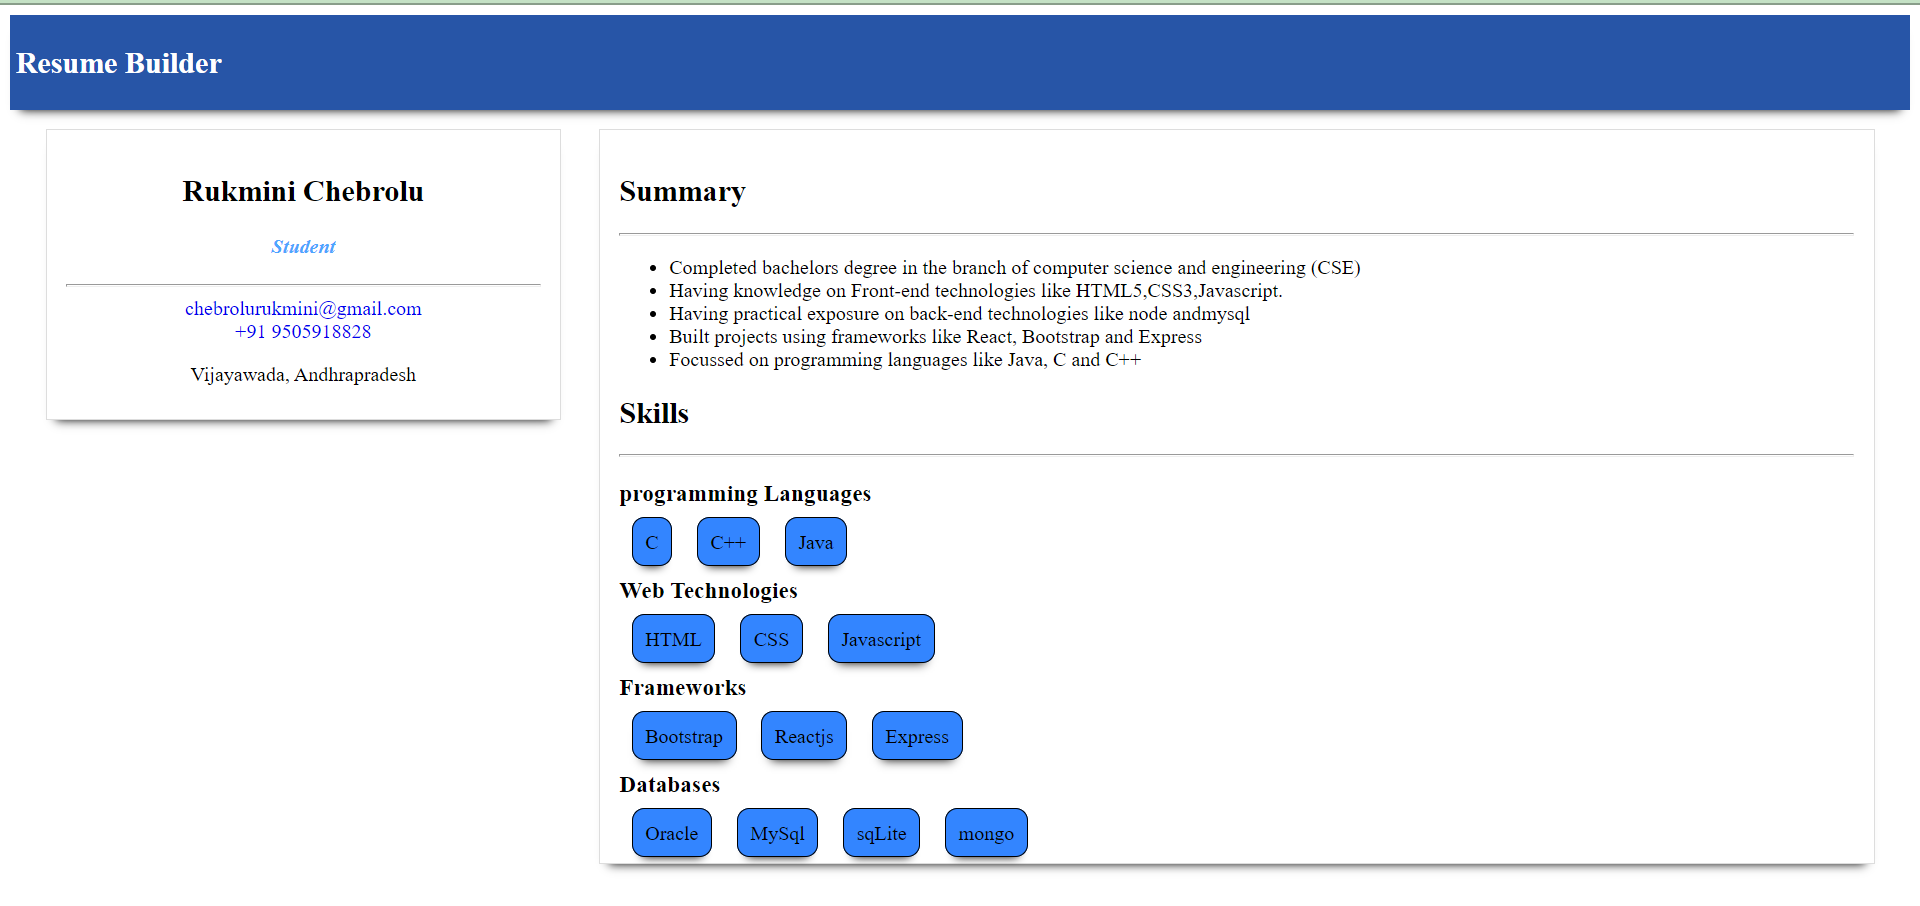 Resume Builder
Rukmini Chebrolu
Student
chebrolurukmini@gmail.com
+91 9505918828
Vijayawada, Andhrapradesh
Summary
Completed bachelors degree in the branch of computer science and engineering (CSE)
Having knowledge on Front-end technologies like HTML5,CSS3,Javascript.
Having practical exposure on back-end technologies like node andmysql
Built projects using frameworks like React, Bootstrap and Express
Focussed on programming languages like Java, C and C++
Skills
programming Languages
C C++ Java
Web Technologies
HTML CSS Javascript
Frameworks
Bootstrap Reactjs Express
Databases
Oracle MySql sqLite mongo